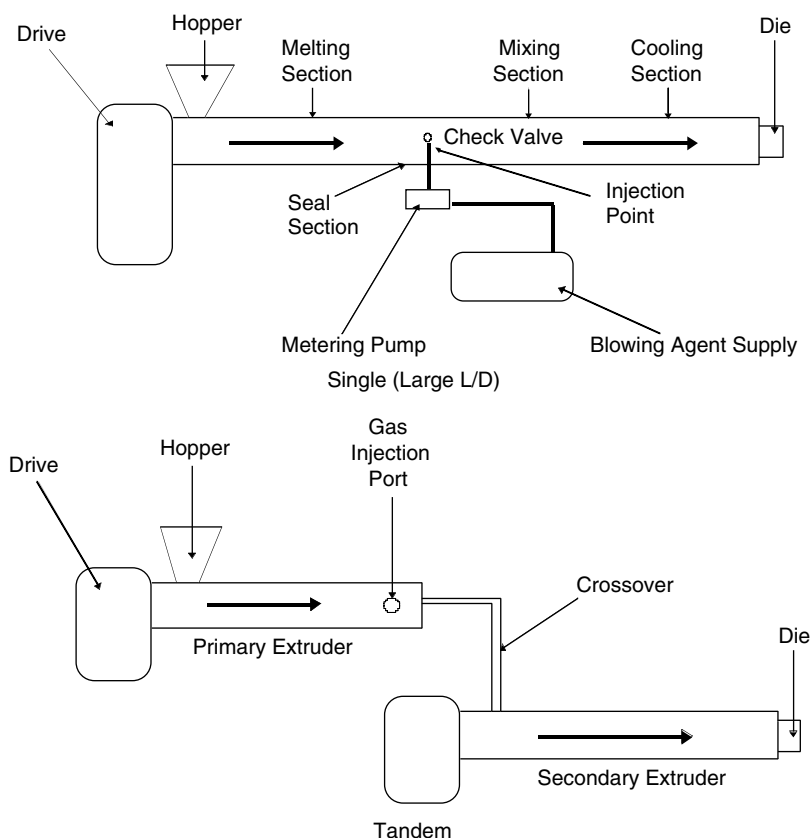 Drive
Hopper
Melting
Section
Mixing
Section
Cooling
Section
Die
Check Valve
Seal
Section
Injection
Point
Metering Pump
Blowing Agent Supply
Single (Large L/D)
Drive
Hopper
Gas
Injection
Port
Crossover
Primary Extruder
Die
Secondary Extruder
Tandem